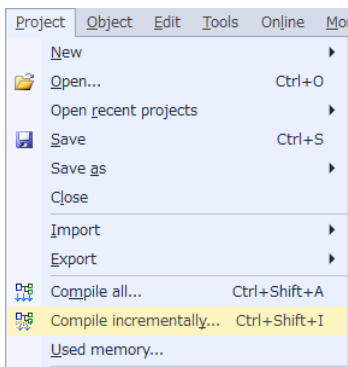 Project Object Edit Tools Online
New
Open... Ctrl+O
Open recent projects
Save Ctrl+S
Save as
Close
Import
Export
Compile all... Ctrl+Shift+A
Compile incrementally... Ctrl+Shift+I
Used memory...